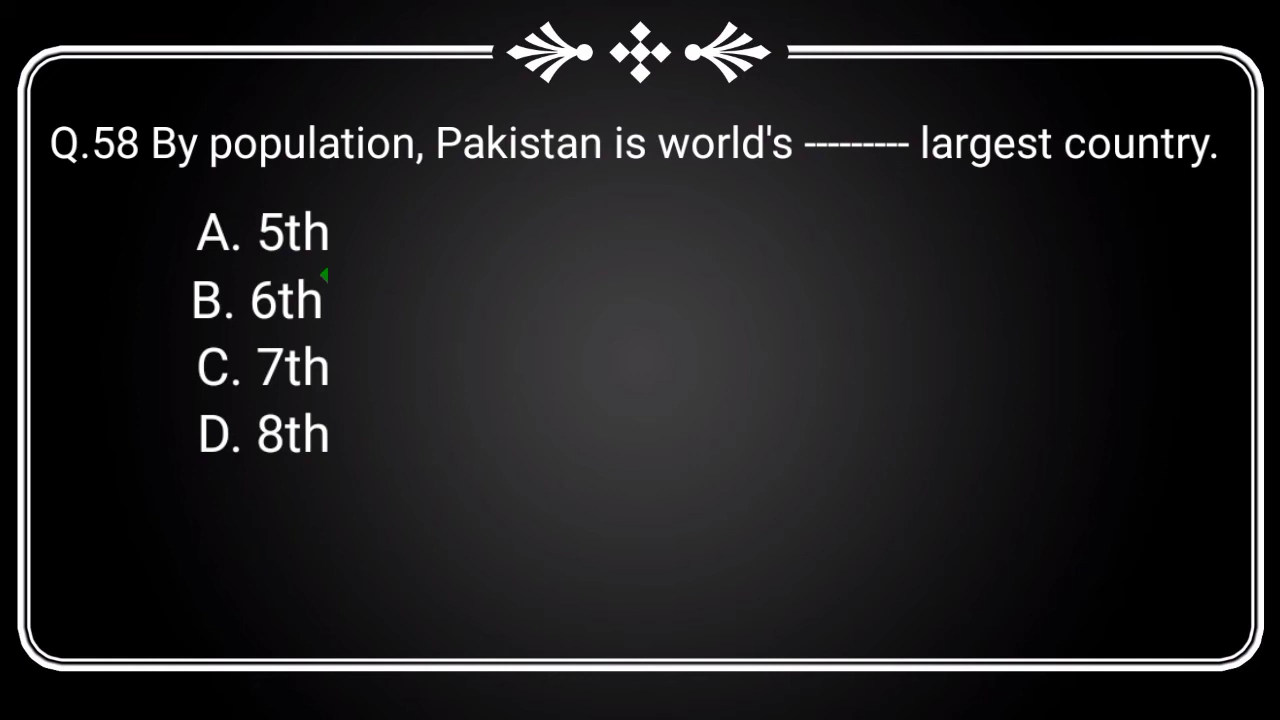 Q.58 By population, Pakistan is world's --------- largest country.
A. 5th
B. 6th
C. 7th
D. 8th